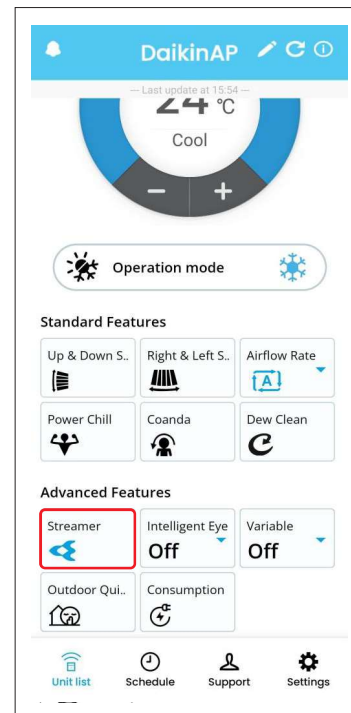 DaikinAP
Last update at 15:54
24 °C
Cool
− +
Operation mode
Standard Features
Up & Down S.. Right & Left S.. Airflow Rate
A
Power Chill Coanda Dew Clean
Advanced Features
Streamer Intelligent Eye Variable
Off Off
Outdoor Qui.. Consumption
Unit list Schedule Support Settings